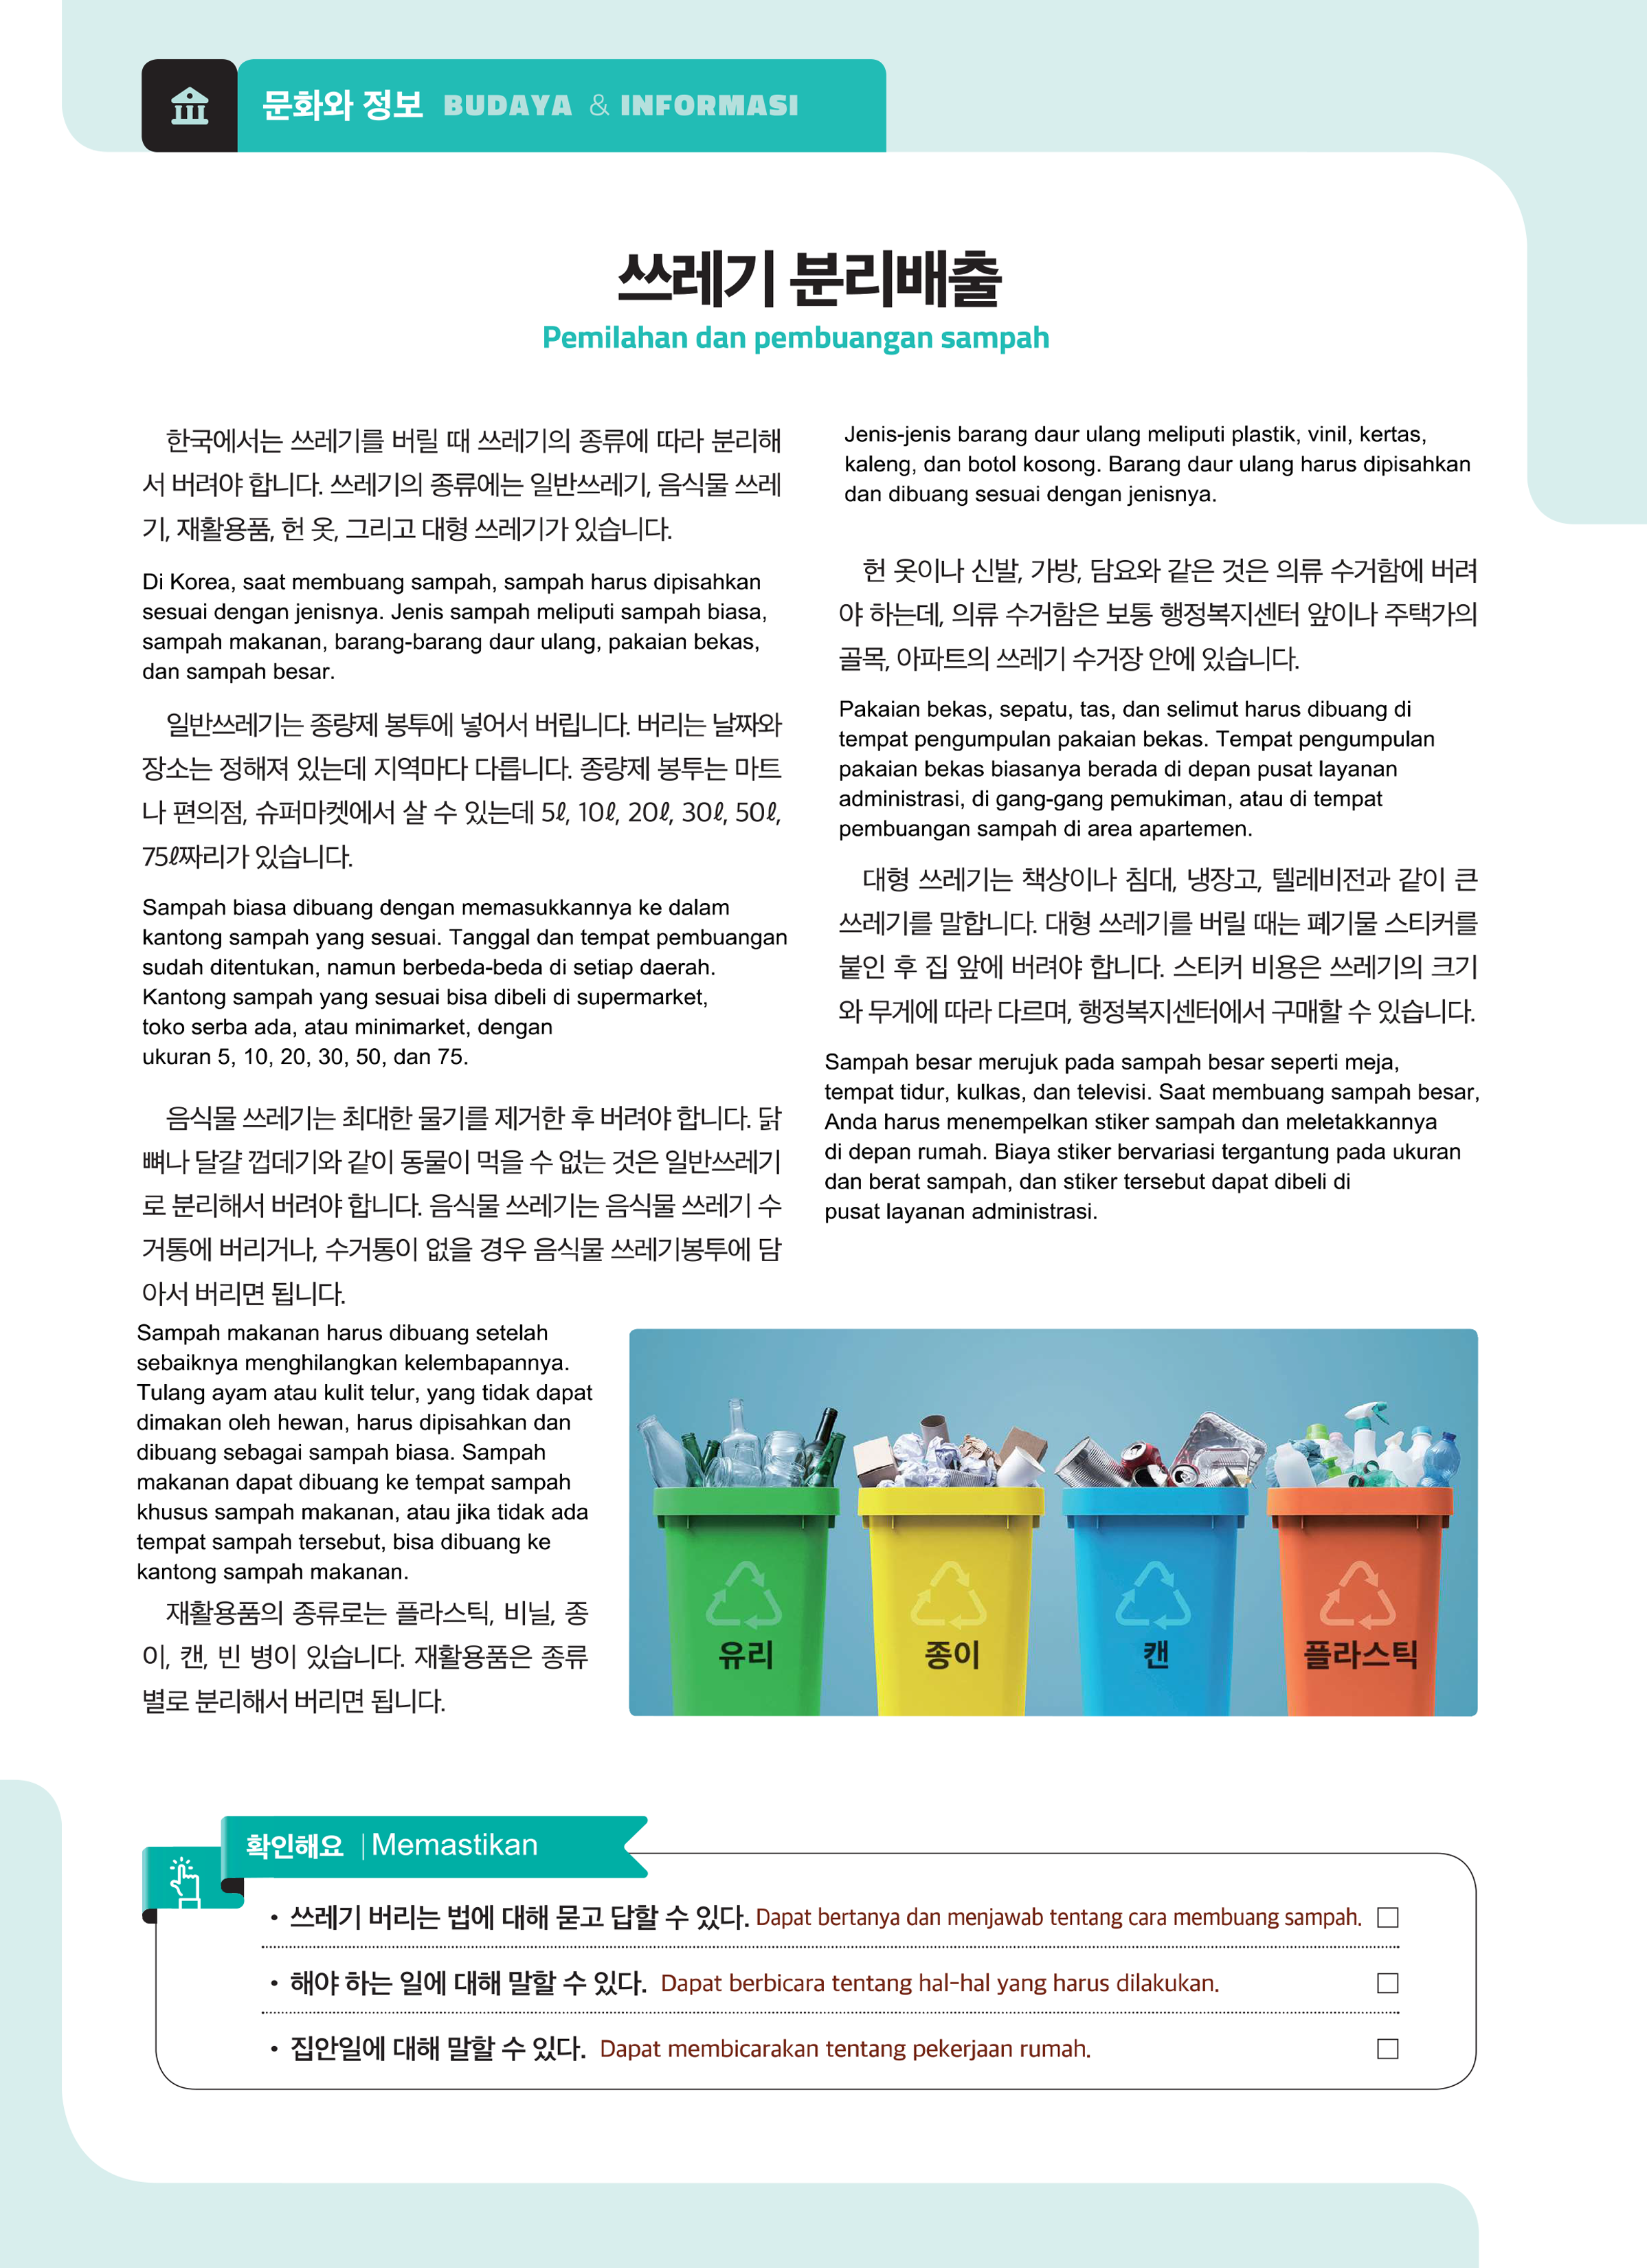 문화와 정보 BUDAYA & INFORMASI
쓰레기 분리배출
Pemilahan dan pembuangan sampah
한국에서는 쓰레기를 버릴 때 쓰레기의 종류에 따라 분리해
서 버려야 합니다. 쓰레기의 종류에는 일반쓰레기, 음식물 쓰레
기, 재활용품, 헌 옷, 그리고 대형 쓰레기가 있습니다.
Di Korea, saat membuang sampah, sampah harus dipisahkan
sesuai dengan jenisnya. Jenis sampah meliputi sampah biasa,
sampah makanan, barang-barang daur ulang, pakaian bekas,
dan sampah besar.
일반쓰레기는 종량제 봉투에 넣어서 버립니다. 버리는 날짜와
장소는 정해져 있는데 지역마다 다릅니다. 종량제 봉투는 마트
나 편의점, 슈퍼마켓에서 살 수 있는데 5ℓ, 10ℓ, 20ℓ, 30ℓ, 50ℓ,
75ℓ짜리가 있습니다.
Sampah biasa dibuang dengan memasukkannya ke dalam
kantong sampah yang sesuai. Tanggal dan tempat pembuangan
sudah ditentukan, namun berbeda-beda di setiap daerah.
Kantong sampah yang sesuai bisa dibeli di supermarket,
toko serba ada, atau minimarket, dengan
ukuran 5, 10, 20, 30, 50, dan 75.
음식물 쓰레기는 최대한 물기를 제거한 후 버려야 합니다. 닭
뼈나 달걀 껍데기와 같이 동물이 먹을 수 없는 것은 일반쓰레기
로 분리해서 버려야 합니다. 음식물 쓰레기는 음식물 쓰레기 수
거통에 버리거나, 수거통이 없을 경우 음식물 쓰레기봉투에 담
아서 버리면 됩니다.
Sampah makanan harus dibuang setelah
sebaiknya menghilangkan kelembapannya.
Tulang ayam atau kulit telur, yang tidak dapat
dimakan oleh hewan, harus dipisahkan dan
dibuang sebagai sampah biasa. Sampah
makanan dapat dibuang ke tempat sampah
khusus sampah makanan, atau jika tidak ada
tempat sampah tersebut, bisa dibuang ke
kantong sampah makanan.
재활용품의 종류로는 플라스틱, 비닐, 종
이, 캔, 빈 병이 있습니다. 재활용품은 종류
별로 분리해서 버리면 됩니다.
Jenis-jenis barang daur ulang meliputi plastik, vinil, kertas,
kaleng, dan botol kosong. Barang daur ulang harus dipisahkan
dan dibuang sesuai dengan jenisnya.
헌 옷이나 신발, 가방, 담요와 같은 것은 의류 수거함에 버려
야 하는데, 의류 수거함은 보통 행정복지센터 앞이나 주택가의
골목, 아파트의 쓰레기 수거장 안에 있습니다.
Pakaian bekas, sepatu, tas, dan selimut harus dibuang di
tempat pengumpulan pakaian bekas. Tempat pengumpulan
pakaian bekas biasanya berada di depan pusat layanan
administrasi, di gang-gang pemukiman, atau di tempat
pembuangan sampah di area apartemen.
대형 쓰레기는 책상이나 침대, 냉장고, 텔레비전과 같이 큰
쓰레기를 말합니다. 대형 쓰레기를 버릴 때는 폐기물 스티커를
붙인 후 집 앞에 버려야 합니다. 스티커 비용은 쓰레기의 크기
와 무게에 따라 다르며, 행정복지센터에서 구매할 수 있습니다.
Sampah besar merujuk pada sampah besar seperti meja,
tempat tidur, kulkas, dan televisi. Saat membuang sampah besar,
Anda harus menempelkan stiker sampah dan meletakkannya
di depan rumah. Biaya stiker bervariasi tergantung pada ukuran
dan berat sampah, dan stiker tersebut dapat dibeli di
pusat layanan administrasi.
유리 종이 캔 플라스틱
확인해요 | Memastikan
• 쓰레기 버리는 법에 대해 묻고 답할 수 있다. Dapat bertanya dan menjawab tentang cara membuang sampah. □
• 해야 하는 일에 대해 말할 수 있다. Dapat berbicara tentang hal-hal yang harus dilakukan. □
• 집안일에 대해 말할 수 있다. Dapat membicarakan tentang pekerjaan rumah. □